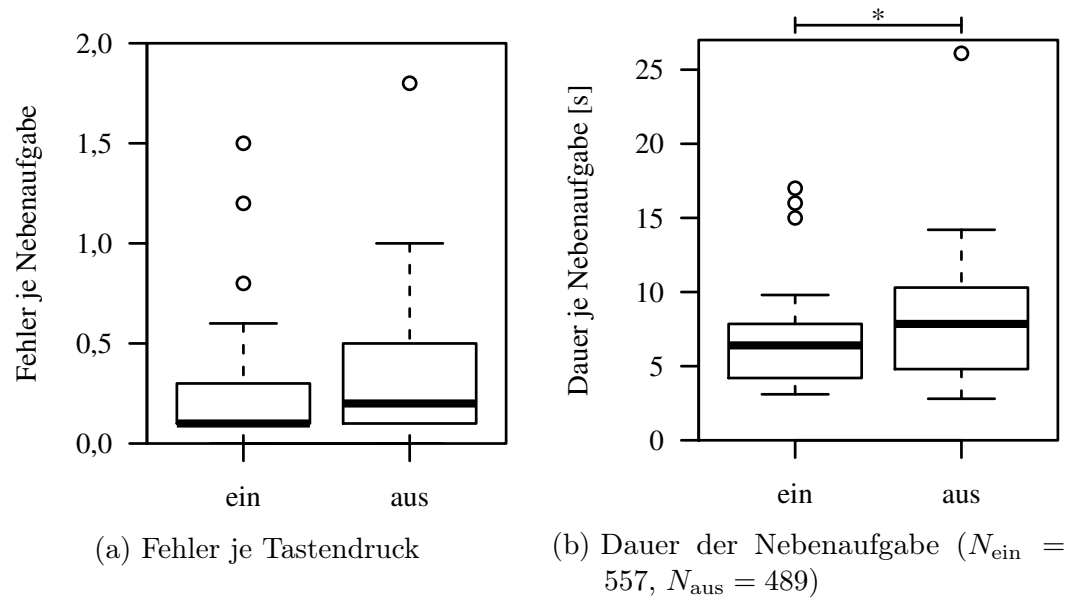 Fehler je Nebenaufgabe
2,0
1,5
1,0
0,5
0,0
ein aus
(a) Fehler je Tastendruck
*
Dauer je Nebenaufgabe [s]
25
20
15
10
5
0
ein aus
(b) Dauer der Nebenaufgabe (N_ein =
557, N_aus = 489)